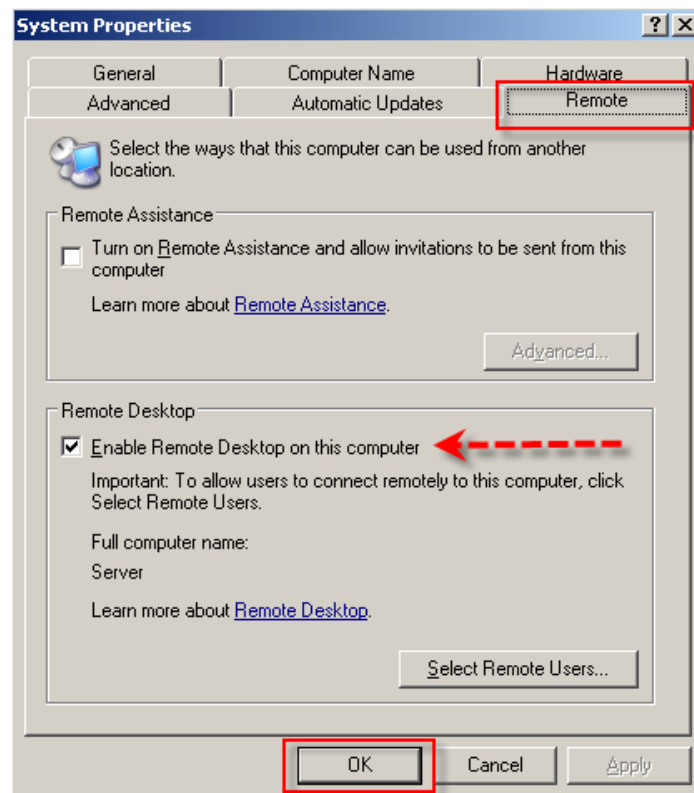 System Properties
General
Computer Name
Hardware
Advanced
Automatic Updates
Remote
Select the ways that this computer can be used from another
location.
Remote Assistance
Turn on Remote Assistance and allow invitations to be sent from this
computer
Learn more about Remote Assistance.
Advanced...
Remote Desktop
Enable Remote Desktop on this computer
Important: To allow users to connect remotely to this computer, click
Select Remote Users.
Full computer name:
Server
Learn more about Remote Desktop.
Select Remote Users...
OK
Cancel
Apply